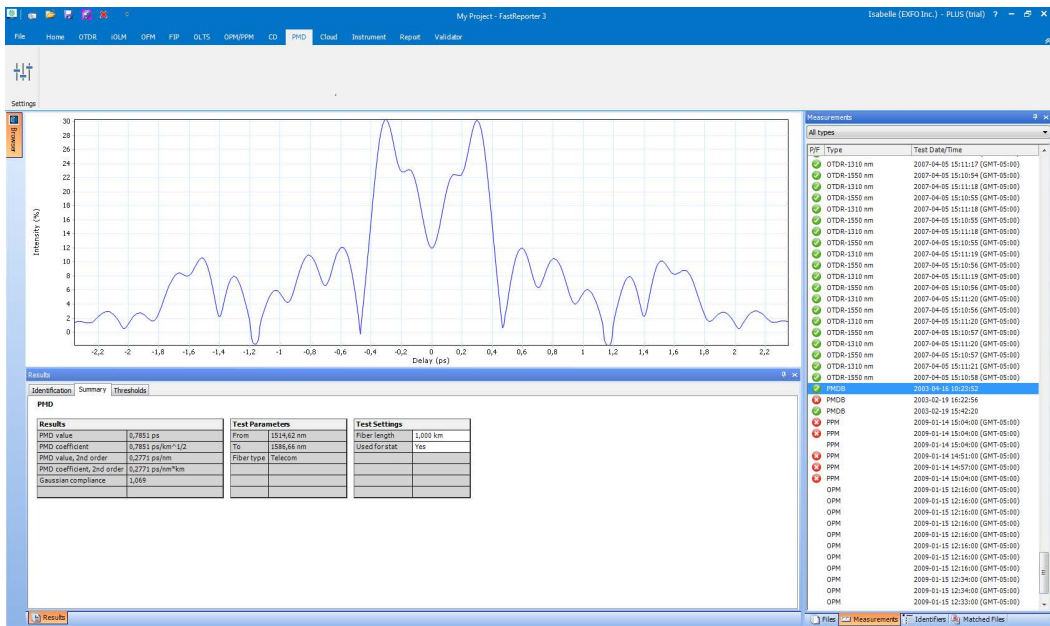 My Project - FastReporter 3
Isabelle (EXFO Inc.) - PLUS (trial) ? – ×
File Home OTDR iOLM OFM FIP OLTS OPM/PPM CD PMD Cloud Instrument Report Validator
Settings
Browser
Intensity (%)
30
28
26
24
22
20
18
16
14
12
10
8
6
4
2
0
-2,2 -2 -1,8 -1,6 -1,4 -1,2 -1 -0,8 -0,6 -0,4 -0,2 0 0,2 0,4 0,6 0,8 1 1,2 1,4 1,6 1,8 2 2,2
Delay (ps)
Results
Identification Summary Thresholds
PMD
Results
PMD value 0,7851 ps
PMD coefficient 0,7851 ps/km^1/2
PMD value, 2nd order 0,2771 ps/nm
PMD coefficient, 2nd order 0,2771 ps/nm*km
Gaussian compliance 1,069
Test Parameters
From 1514,62 nm
To 1586,66 nm
Fiber type Telecom
Test Settings
Fiber length 1,000 km
Used for stat Yes
Results
Measurements
All types
P/F Type Test Date/Time
OTDR-1310 nm 2007-04-05 15:11:17 (GMT-05:00)
OTDR-1550 nm 2007-04-05 15:10:54 (GMT-05:00)
OTDR-1310 nm 2007-04-05 15:11:18 (GMT-05:00)
OTDR-1550 nm 2007-04-05 15:10:55 (GMT-05:00)
OTDR-1310 nm 2007-04-05 15:11:18 (GMT-05:00)
OTDR-1550 nm 2007-04-05 15:10:55 (GMT-05:00)
OTDR-1310 nm 2007-04-05 15:11:18 (GMT-05:00)
OTDR-1550 nm 2007-04-05 15:10:55 (GMT-05:00)
OTDR-1310 nm 2007-04-05 15:11:19 (GMT-05:00)
OTDR-1550 nm 2007-04-05 15:10:56 (GMT-05:00)
OTDR-1310 nm 2007-04-05 15:11:19 (GMT-05:00)
OTDR-1550 nm 2007-04-05 15:10:56 (GMT-05:00)
OTDR-1310 nm 2007-04-05 15:11:20 (GMT-05:00)
OTDR-1550 nm 2007-04-05 15:10:56 (GMT-05:00)
OTDR-1310 nm 2007-04-05 15:11:20 (GMT-05:00)
OTDR-1550 nm 2007-04-05 15:10:57 (GMT-05:00)
OTDR-1310 nm 2007-04-05 15:11:20 (GMT-05:00)
OTDR-1550 nm 2007-04-05 15:10:57 (GMT-05:00)
OTDR-1310 nm 2007-04-05 15:11:21 (GMT-05:00)
OTDR-1550 nm 2007-04-05 15:10:58 (GMT-05:00)
PMDB 2003-04-16 10:23:52
PMDB 2003-02-19 16:22:56
PMDB 2003-02-19 15:42:20
PPM 2009-01-14 15:04:00 (GMT-05:00)
PPM 2009-01-14 15:04:00 (GMT-05:00)
PPM 2009-01-14 15:04:00 (GMT-05:00)
PPM 2009-01-14 14:51:00 (GMT-05:00)
PPM 2009-01-14 14:57:00 (GMT-05:00)
PPM 2009-01-14 15:04:00 (GMT-05:00)
OPM 2009-01-15 12:16:00 (GMT-05:00)
OPM 2009-01-15 12:16:00 (GMT-05:00)
OPM 2009-01-15 12:16:00 (GMT-05:00)
OPM 2009-01-15 12:16:00 (GMT-05:00)
OPM 2009-01-15 12:16:00 (GMT-05:00)
OPM 2009-01-15 12:16:00 (GMT-05:00)
OPM 2009-01-15 12:16:00 (GMT-05:00)
OPM 2009-01-15 12:16:00 (GMT-05:00)
OPM 2009-01-15 12:34:00 (GMT-05:00)
OPM 2009-01-15 12:34:00 (GMT-05:00)
OPM 2009-01-15 12:33:00 (GMT-05:00)
Files Measurements Identifiers Matched Files